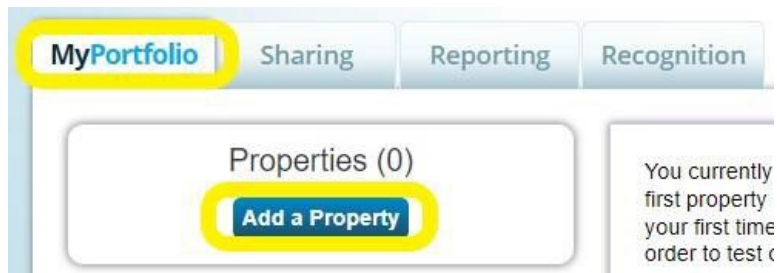 MyPortfolio Sharing Reporting Recognition
Properties (0)
Add a Property
You currently
first property
your first time
order to test